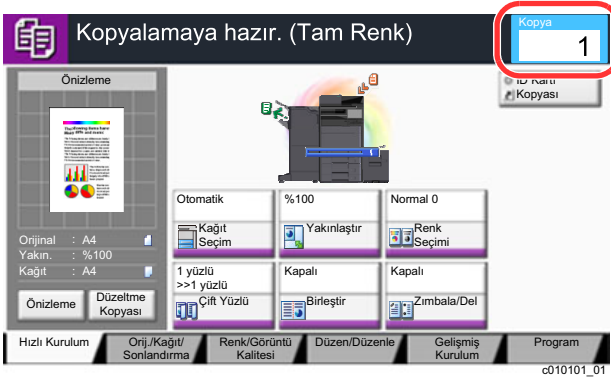 Kopyalamaya hazır. (Tam Renk)
Kopya
1
ID Kartı
Kopyası
Önizleme
Orijinal : A4
Yakın. : %100
Kağıt : A4
Önizleme
Düzeltme
Kopyası
Otomatik
Kağıt
Seçim
%100
Yakınlaştır
Normal 0
Renk
Seçimi
1 yüzlü
>>1 yüzlü
Çift Yüzlü
Kapalı
Birleştir
Kapalı
Zımbala/Del
Hızlı Kurulum
Orij./Kağıt/
Sonlandırma
Renk/Görüntü
Kalitesi
Düzen/Düzenle
Gelişmiş
Kurulum
Program
c010101_01